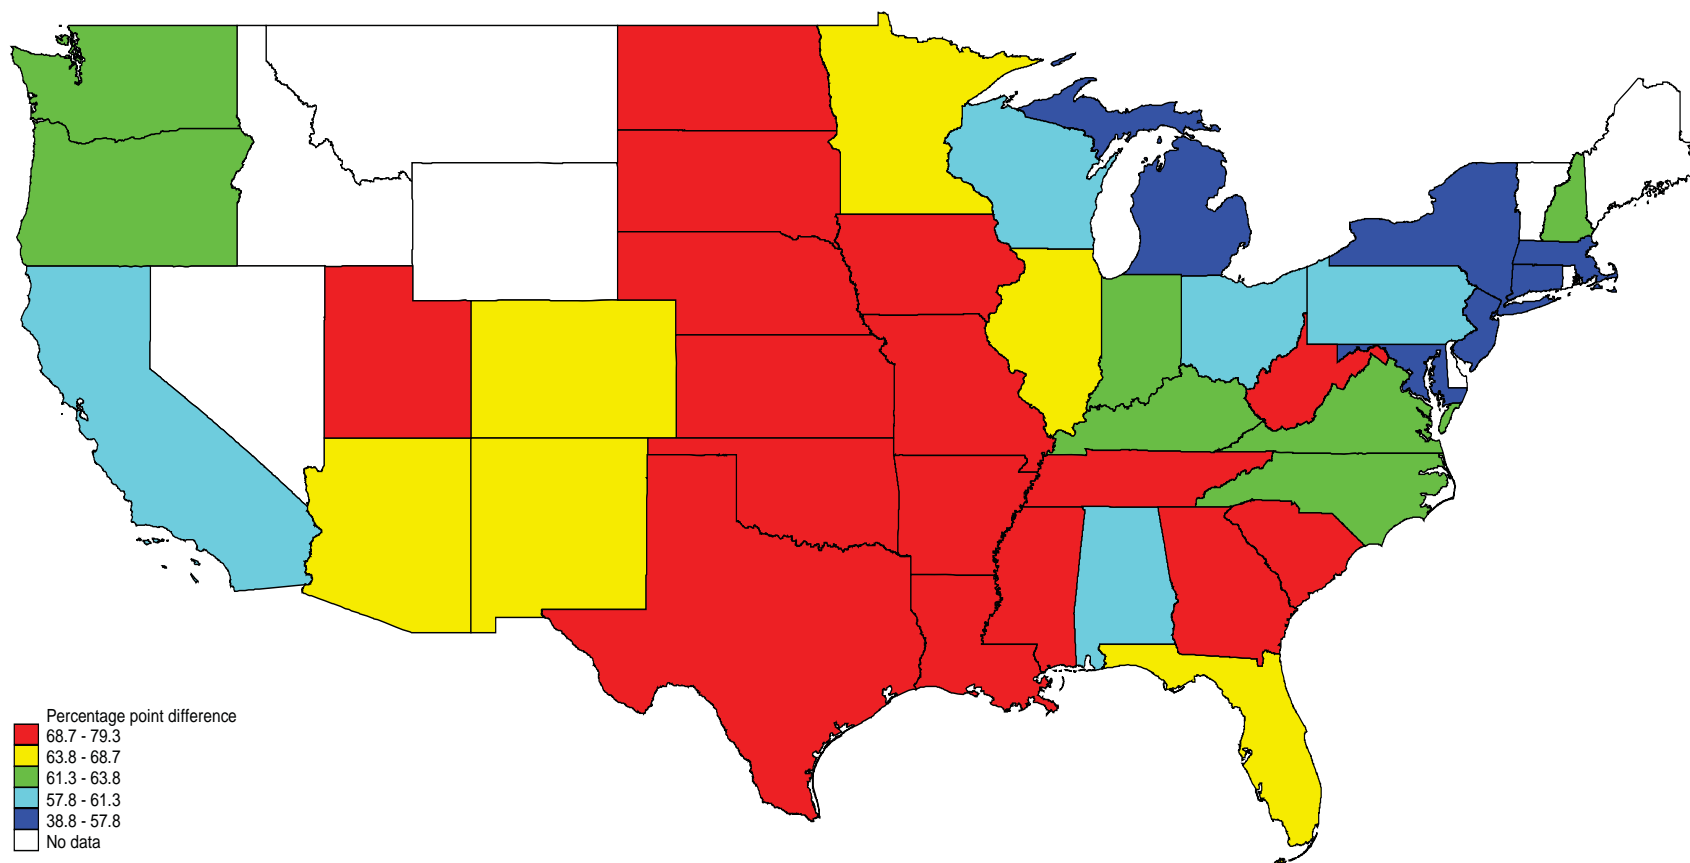 Percentage point difference
68.7 - 79.3
63.8 - 68.7
61.3 - 63.8
57.8 - 61.3
38.8 - 57.8
No data